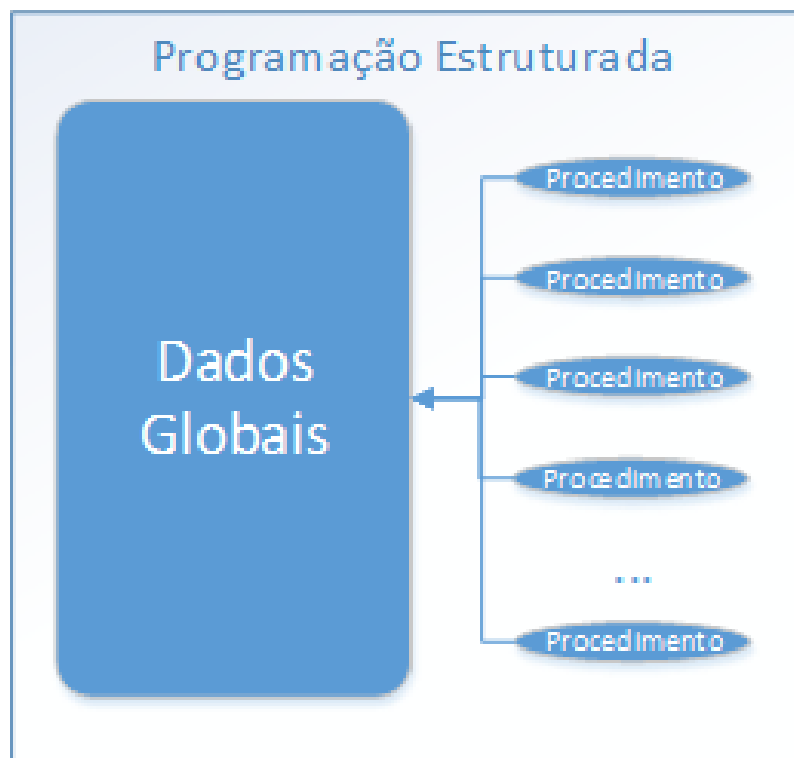 Programação Estruturada
Dados
Globais
Procedimento
Procedimento
Procedimento
Procedimento
...
Procedimento